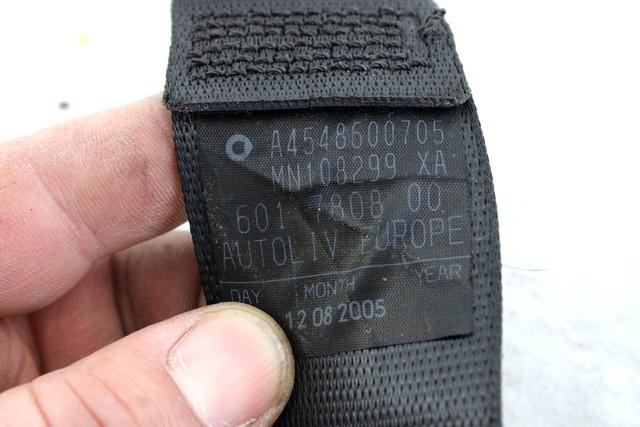 A4548600705
MN108299 XA
601 7808 00
AUTOLIV EUROPE
DAY MONTH YEAR
12 08 2005